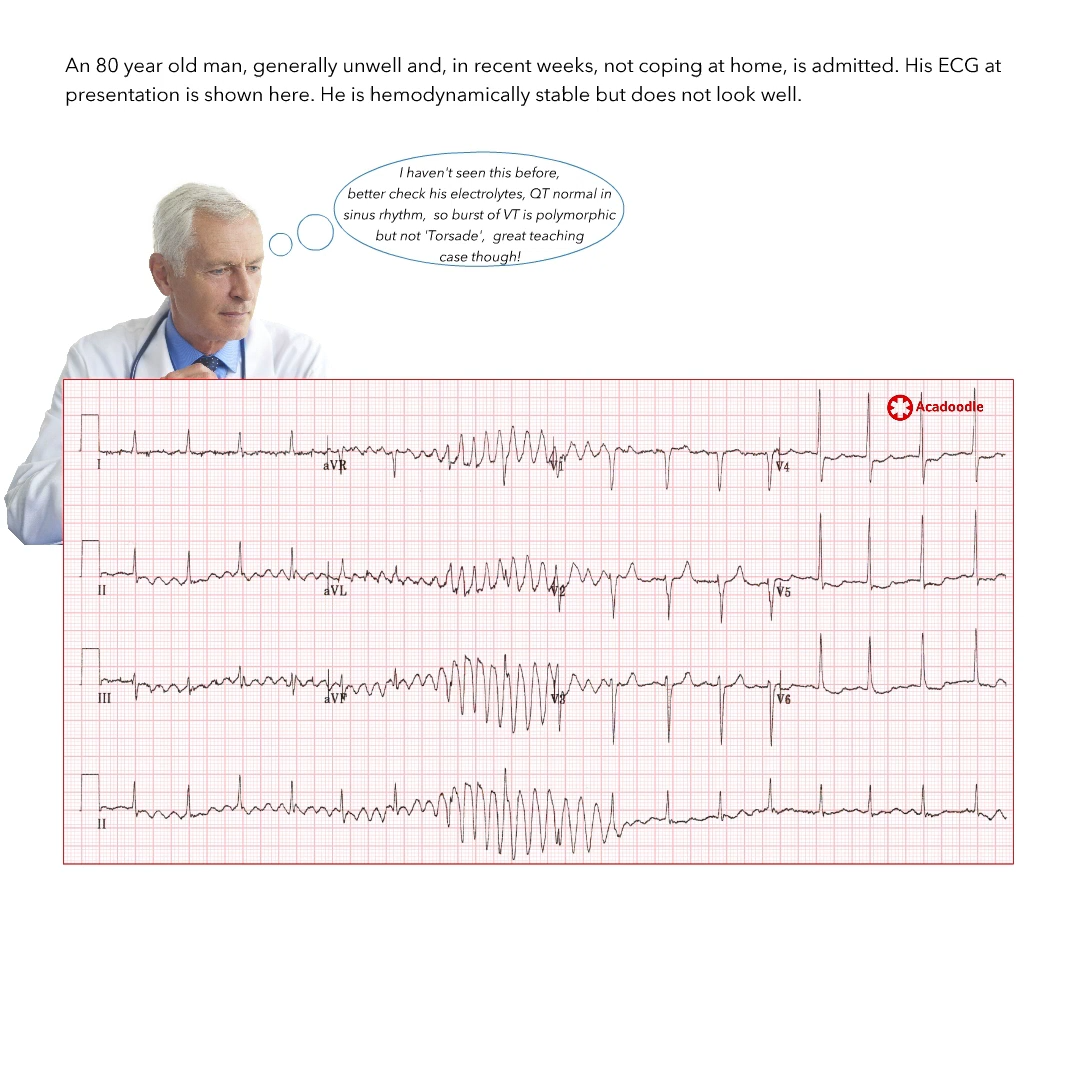 An 80 year old man, generally unwell and, in recent weeks, not coping at home, is admitted. His ECG at
presentation is shown here. He is hemodynamically stable but does not look well.
I haven't seen this before,
better check his electrolytes, QT normal in
sinus rhythm,  so burst of VT is polymorphic
but not 'Torsade',  great teaching
case though!
Acadoodle
I
aVR
V1
V4
II
aVL
V2
V5
III
aVF
V3
V6
II